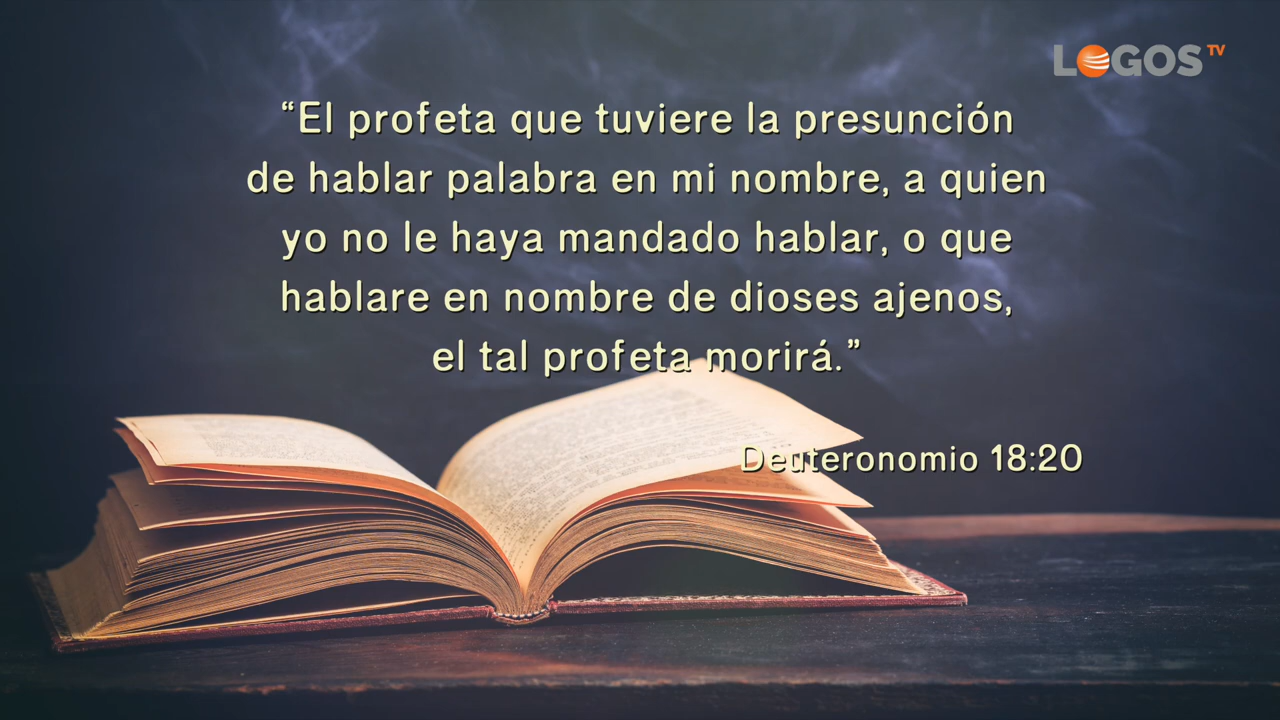 LOGOS TV
“El profeta que tuviere la presunción
de hablar palabra en mi nombre, a quien
yo no le haya mandado hablar, o que
hablare en nombre de dioses ajenos,
el tal profeta morirá.”
Deuteronomio 18:20